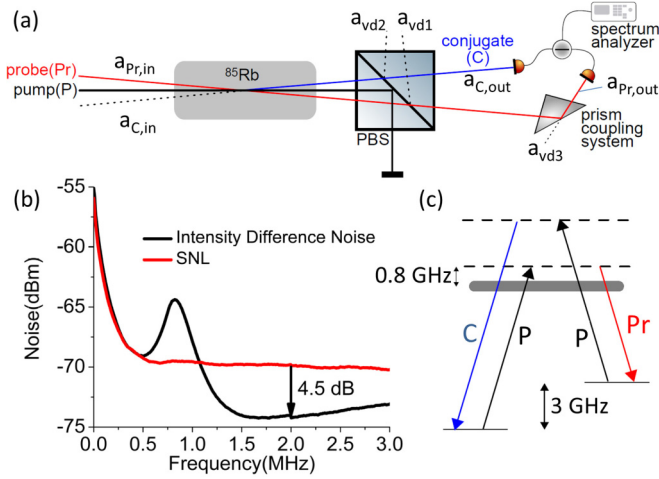 (a)
a_vd2
a_vd1
conjugate
(C)
a_C,out
spectrum
analyzer
a_Pr,in
probe(Pr)
pump(P)
a_C,in
⁸⁵Rb
PBS
a_Pr,out
prism
coupling
system
a_vd3
(b)
-55
-60
-65
-70
-75
Noise(dBm)
Intensity Difference Noise
SNL
4.5 dB
0.0
0.5
1.0
1.5
2.0
2.5
3.0
Frequency(MHz)
(c)
0.8 GHz
C
P
P
Pr
3 GHz